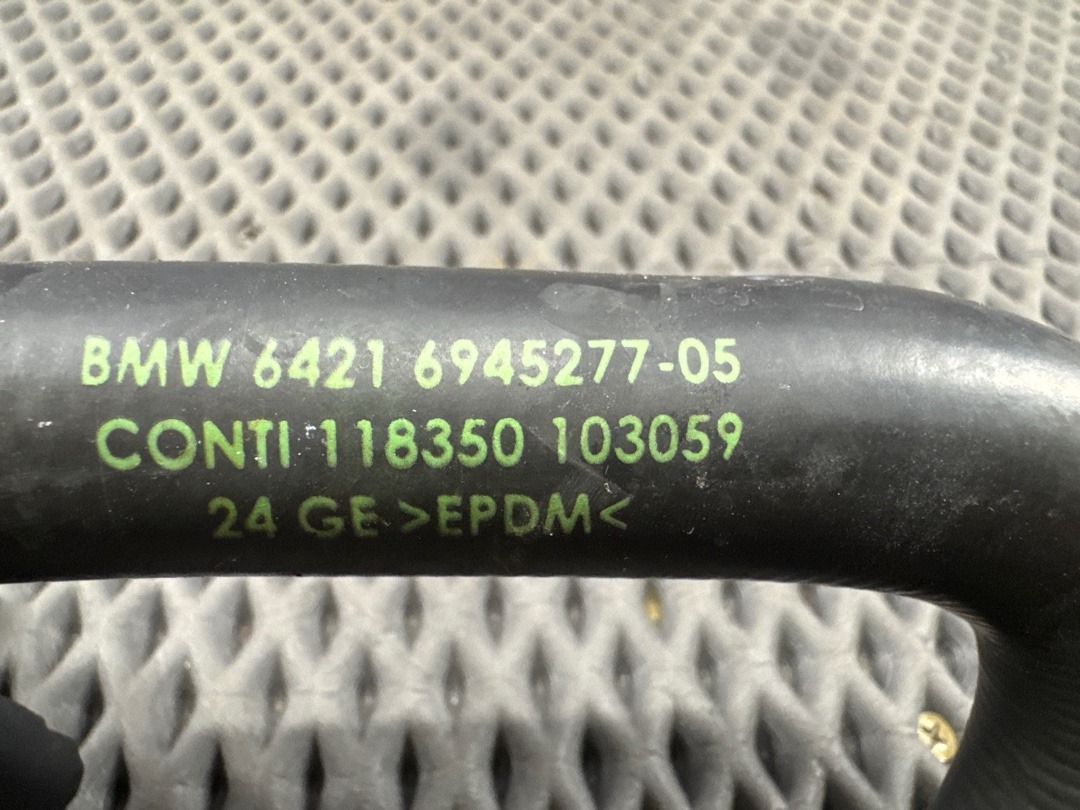 BMW 6421 6945277-05
CONTI 118350 103059
24 GE >EPDM<